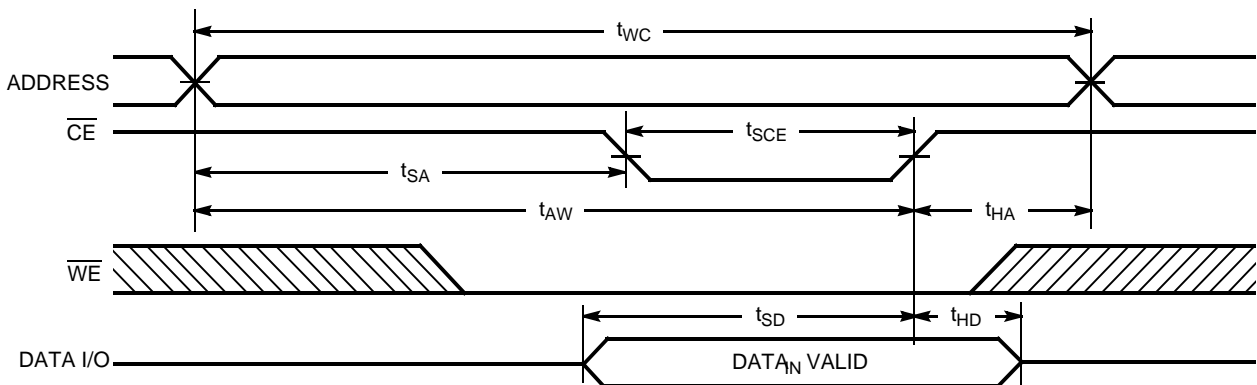 tWC
ADDRESS
CE
tSCE
tSA
tAW
tHA
WE
tSD
tHD
DATA I/O
DATAIN VALID